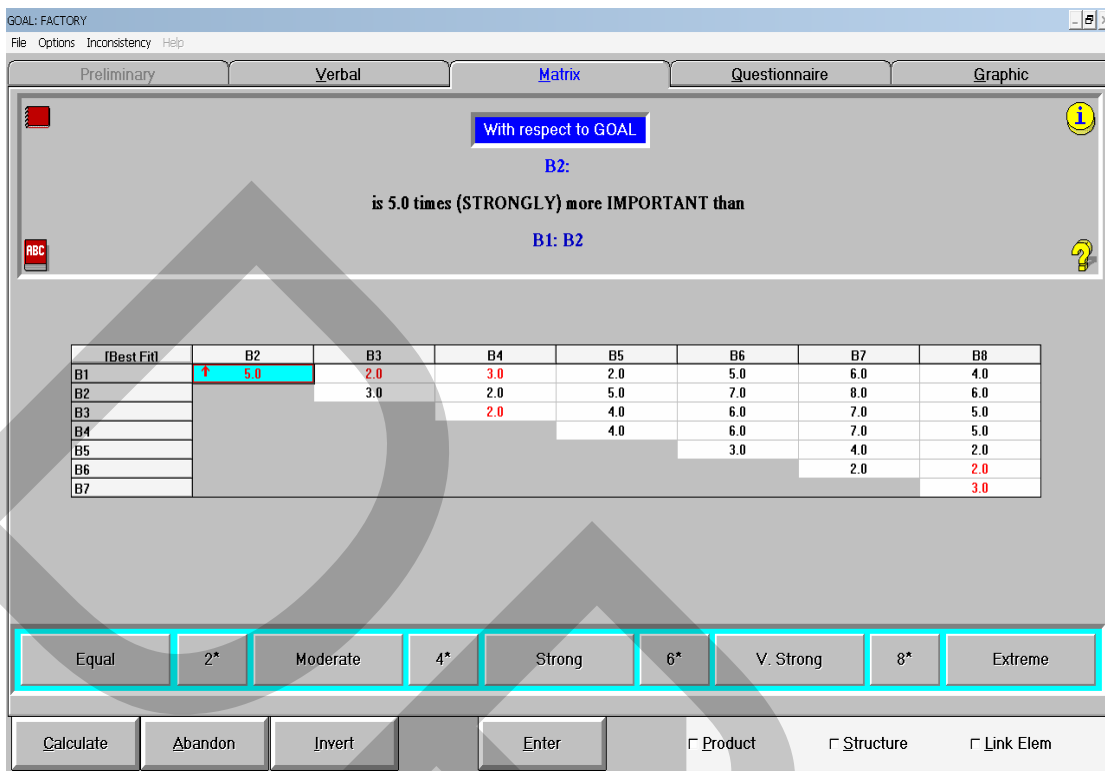 GOAL: FACTORY
File Options Inconsistency Help
Preliminary Verbal Matrix Questionnaire Graphic
With respect to GOAL
B2:
is 5.0 times (STRONGLY) more IMPORTANT than
B1: B2
ABC
[Best Fit] B2 B3 B4 B5 B6 B7 B8
B1 5.0 2.0 3.0 2.0 5.0 6.0 4.0
B2 3.0 2.0 5.0 7.0 8.0 6.0
B3 2.0 4.0 6.0 7.0 5.0
B4 4.0 6.0 7.0 5.0
B5 3.0 4.0 2.0
B6 2.0 2.0
B7 3.0
Equal 2* Moderate 4* Strong 6* V. Strong 8* Extreme
Calculate Abandon Invert Enter Product Structure Link Elem